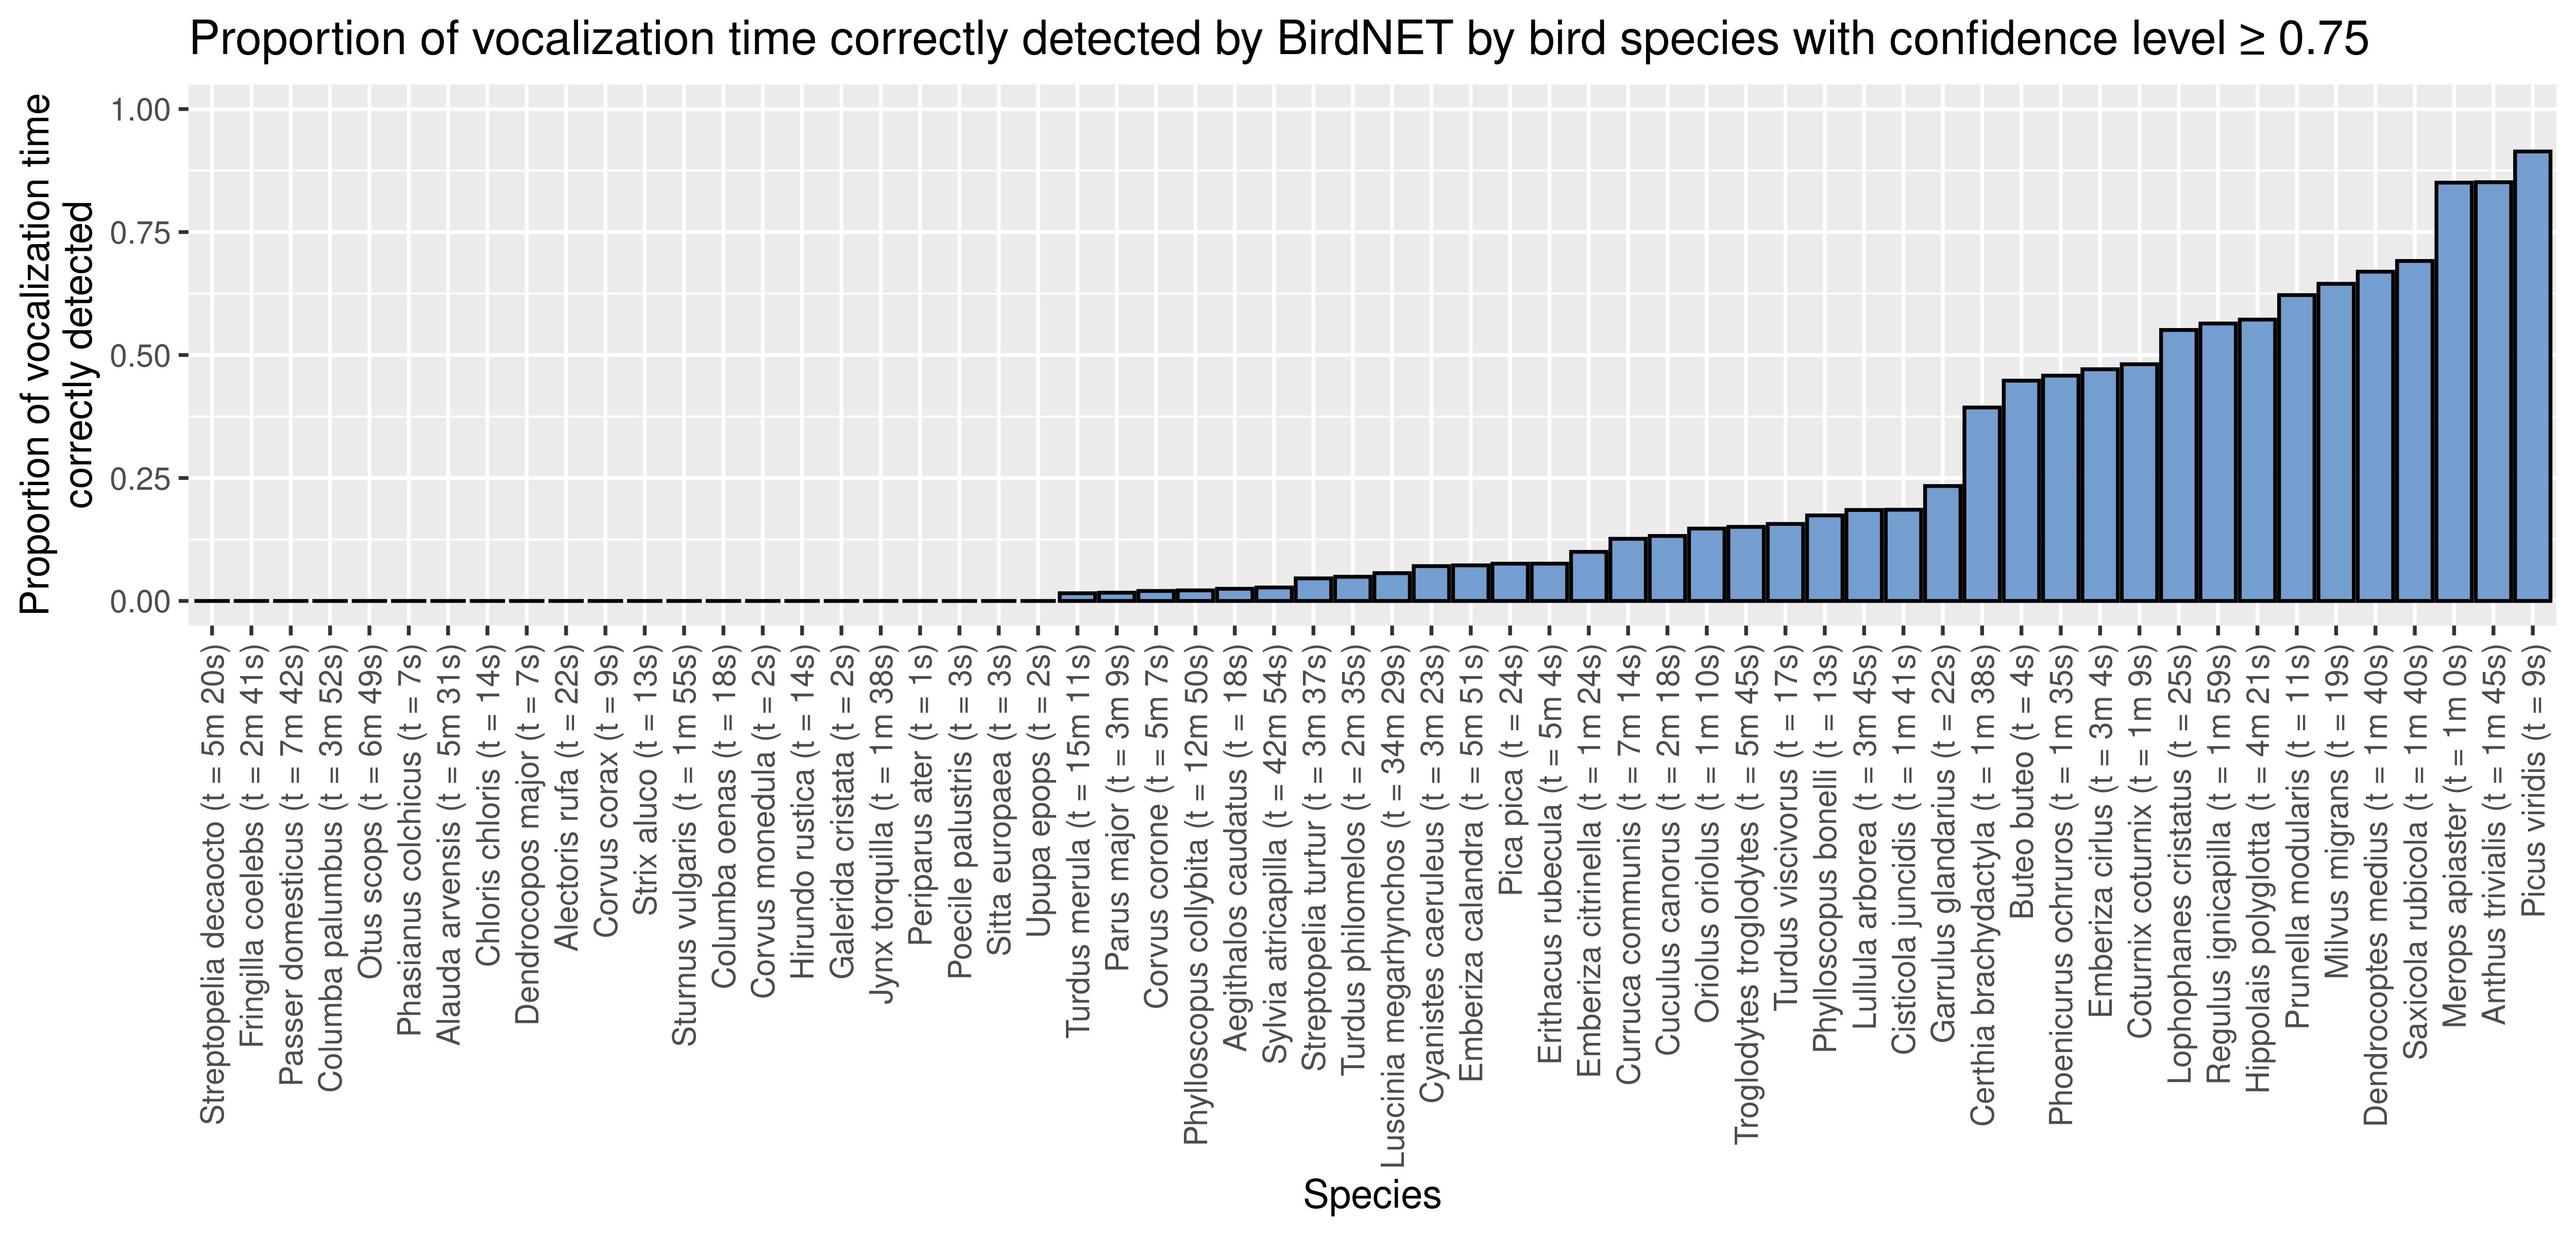 Proportion of vocalization time correctly detected by BirdNET by bird species with confidence level ≥ 0.75
Proportion of vocalization time
correctly detected
1.00
0.75
0.50
0.25
0.00
Streptopelia decaocto (t = 5m 20s)
Fringilla coelebs (t = 2m 41s)
Passer domesticus (t = 7m 42s)
Columba palumbus (t = 3m 52s)
Otus scops (t = 6m 49s)
Phasianus colchicus (t = 7s)
Alauda arvensis (t = 5m 31s)
Chloris chloris (t = 14s)
Dendrocopos major (t = 7s)
Alectoris rufa (t = 22s)
Corvus corax (t = 9s)
Strix aluco (t = 13s)
Sturnus vulgaris (t = 1m 55s)
Columba oenas (t = 18s)
Corvus monedula (t = 2s)
Hirundo rustica (t = 14s)
Galerida cristata (t = 2s)
Jynx torquilla (t = 1m 38s)
Periparus ater (t = 1s)
Poecile palustris (t = 3s)
Sitta europaea (t = 3s)
Upupa epops (t = 2s)
Turdus merula (t = 15m 11s)
Parus major (t = 3m 9s)
Corvus corone (t = 5m 7s)
Phylloscopus collybita (t = 12m 50s)
Aegithalos caudatus (t = 18s)
Sylvia atricapilla (t = 42m 54s)
Streptopelia turtur (t = 3m 37s)
Turdus philomelos (t = 2m 35s)
Luscinia megarhynchos (t = 34m 29s)
Cyanistes caeruleus (t = 3m 23s)
Emberiza calandra (t = 5m 51s)
Pica pica (t = 24s)
Erithacus rubecula (t = 5m 4s)
Emberiza citrinella (t = 1m 24s)
Curruca communis (t = 7m 14s)
Cuculus canorus (t = 2m 18s)
Oriolus oriolus (t = 1m 10s)
Troglodytes troglodytes (t = 5m 45s)
Turdus viscivorus (t = 17s)
Phylloscopus bonelli (t = 13s)
Lullula arborea (t = 3m 45s)
Cisticola juncidis (t = 1m 41s)
Garrulus glandarius (t = 22s)
Certhia brachydactyla (t = 1m 38s)
Buteo buteo (t = 4s)
Phoenicurus ochruros (t = 1m 35s)
Emberiza cirlus (t = 3m 4s)
Coturnix coturnix (t = 1m 9s)
Lophophanes cristatus (t = 25s)
Regulus ignicapilla (t = 1m 59s)
Hippolais polyglotta (t = 4m 21s)
Prunella modularis (t = 11s)
Milvus migrans (t = 19s)
Dendrocoptes medius (t = 1m 40s)
Saxicola rubicola (t = 1m 40s)
Merops apiaster (t = 1m 0s)
Anthus trivialis (t = 1m 45s)
Picus viridis (t = 9s)
Species